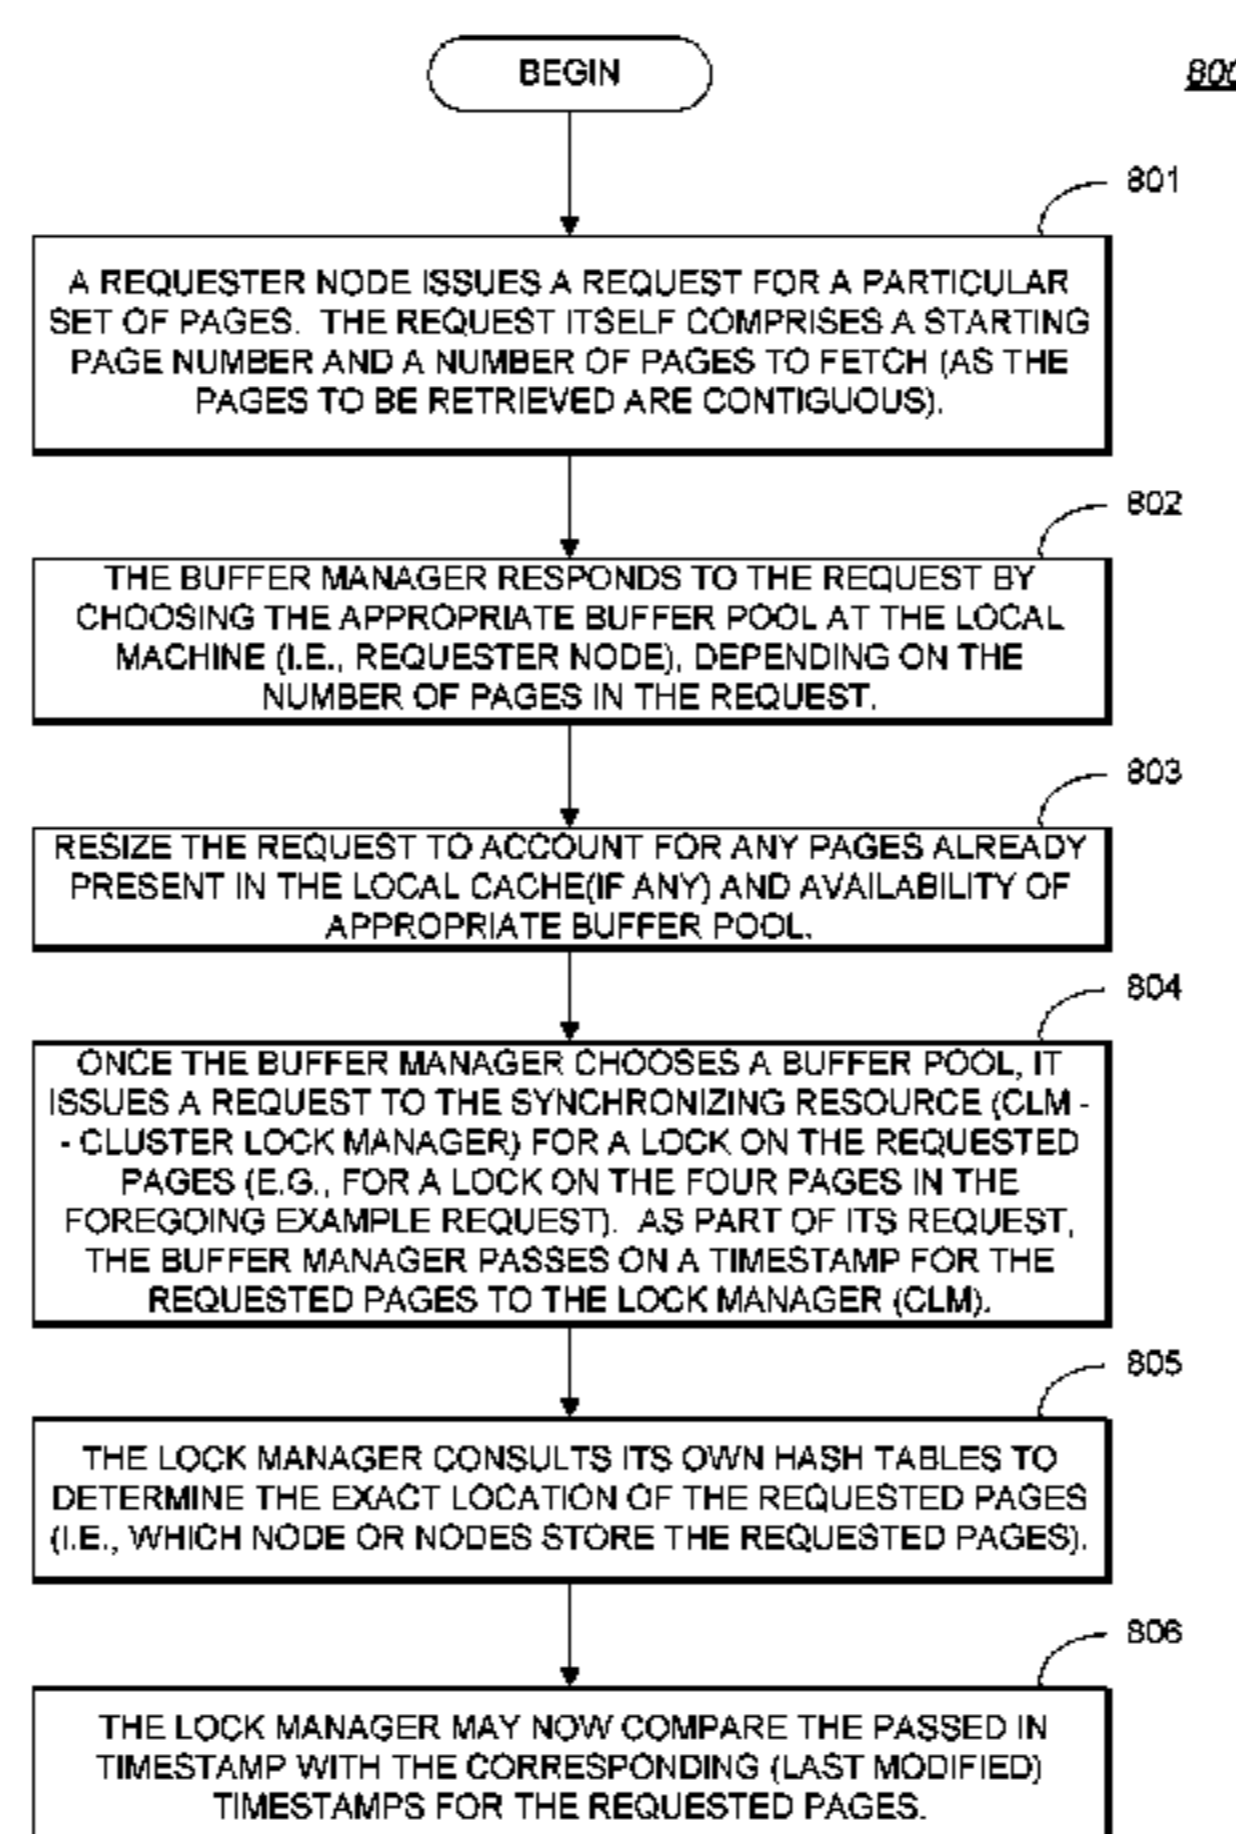 BEGIN
800
801
A REQUESTER NODE ISSUES A REQUEST FOR A PARTICULAR
SET OF PAGES.  THE REQUEST ITSELF COMPRISES A STARTING
PAGE NUMBER AND A NUMBER OF PAGES TO FETCH (AS THE
PAGES TO BE RETRIEVED ARE CONTIGUOUS).
802
THE BUFFER MANAGER RESPONDS TO THE REQUEST BY
CHOOSING THE APPROPRIATE BUFFER POOL AT THE LOCAL
MACHINE (I.E., REQUESTER NODE), DEPENDING ON THE
NUMBER OF PAGES IN THE REQUEST.
803
RESIZE THE REQUEST TO ACCOUNT FOR ANY PAGES ALREADY
PRESENT IN THE LOCAL CACHE(IF ANY) AND AVAILABILITY OF
APPROPRIATE BUFFER POOL.
804
ONCE THE BUFFER MANAGER CHOOSES A BUFFER POOL, IT
ISSUES A REQUEST TO THE SYNCHRONIZING RESOURCE (CLM -
- CLUSTER LOCK MANAGER) FOR A LOCK ON THE REQUESTED
PAGES (E.G., FOR A LOCK ON THE FOUR PAGES IN THE
FOREGOING EXAMPLE REQUEST).  AS PART OF ITS REQUEST,
THE BUFFER MANAGER PASSES ON A TIMESTAMP FOR THE
REQUESTED PAGES TO THE LOCK MANAGER (CLM).
805
THE LOCK MANAGER CONSULTS ITS OWN HASH TABLES TO
DETERMINE THE EXACT LOCATION OF THE REQUESTED PAGES
(I.E., WHICH NODE OR NODES STORE THE REQUESTED PAGES).
806
THE LOCK MANAGER MAY NOW COMPARE THE PASSED IN
TIMESTAMP WITH THE CORRESPONDING (LAST MODIFIED)
TIMESTAMPS FOR THE REQUESTED PAGES.